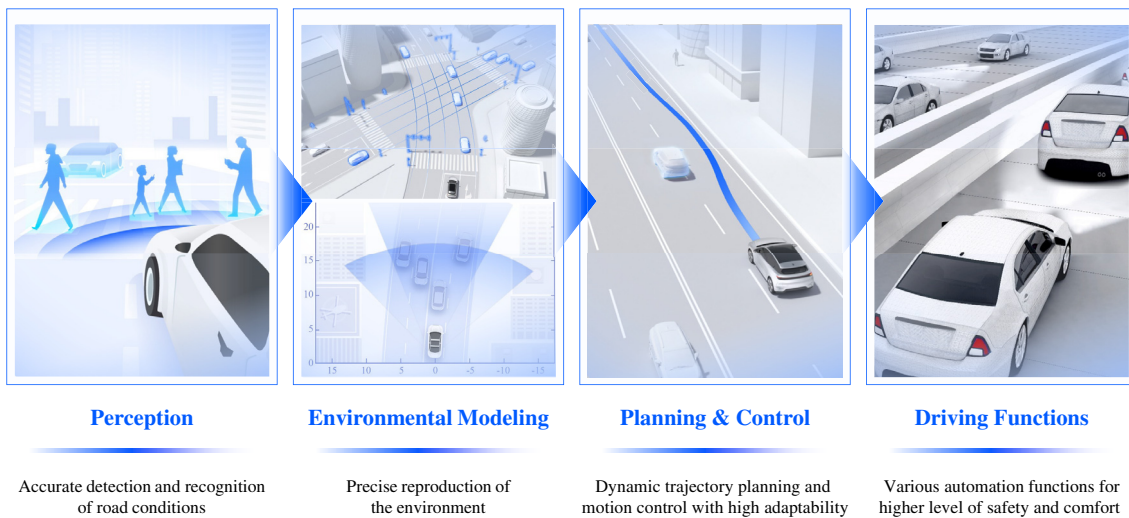 20
15
10
5
0
15
10
5
0
-5
-10
-15
Perception
Environmental Modeling
Planning & Control
Driving Functions
Accurate detection and recognition
of road conditions
Precise reproduction of
the environment
Dynamic trajectory planning and
motion control with high adaptability
Various automation functions for
higher level of safety and comfort